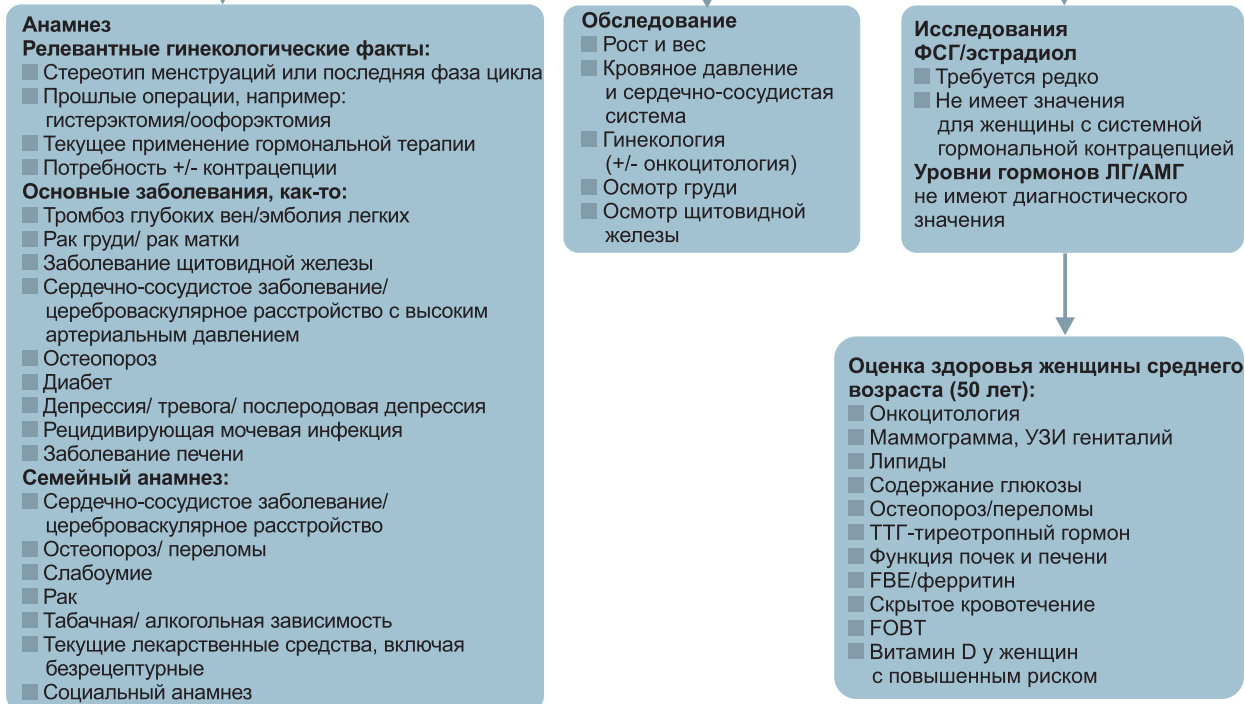 Анамнез
Релевантные гинекологические факты:
Стереотип менструаций или последняя фаза цикла
Прошлые операции, например:
гистерэктомия/оофорэктомия
Текущее применение гормональной терапии
Потребность +/- контрацепции
Основные заболевания, как-то:
Тромбоз глубоких вен/эмболия легких
Рак груди/ рак матки
Заболевание щитовидной железы
Сердечно-сосудистое заболевание/
цереброваскулярное расстройство с высоким
артериальным давлением
Остеопороз
Диабет
Депрессия/ тревога/ послеродовая депрессия
Рецидивирующая мочевая инфекция
Заболевание печени
Семейный анамнез:
Сердечно-сосудистое заболевание/
цереброваскулярное расстройство
Остеопороз/ переломы
Слабоумие
Рак
Табачная/ алкогольная зависимость
Текущие лекарственные средства, включая
безрецептурные
Социальный анамнез
Обследование
Рост и вес
Кровяное давление
и сердечно-сосудистая
система
Гинекология
(+/- онкоцитология)
Осмотр груди
Осмотр щитовидной
железы
Исследования
ФСГ/эстрадиол
Требуется редко
Не имеет значения
для женщины с системной
гормональной контрацепцией
Уровни гормонов ЛГ/АМГ
не имеют диагностического
значения
Оценка здоровья женщины среднего
возраста (50 лет):
Онкоцитология
Маммограмма, УЗИ гениталий
Липиды
Содержание глюкозы
Остеопороз/переломы
ТТГ-тиреотропный гормон
Функция почек и печени
FBE/ферритин
Скрытое кровотечение
FOBT
Витамин D у женщин
с повышенным риском